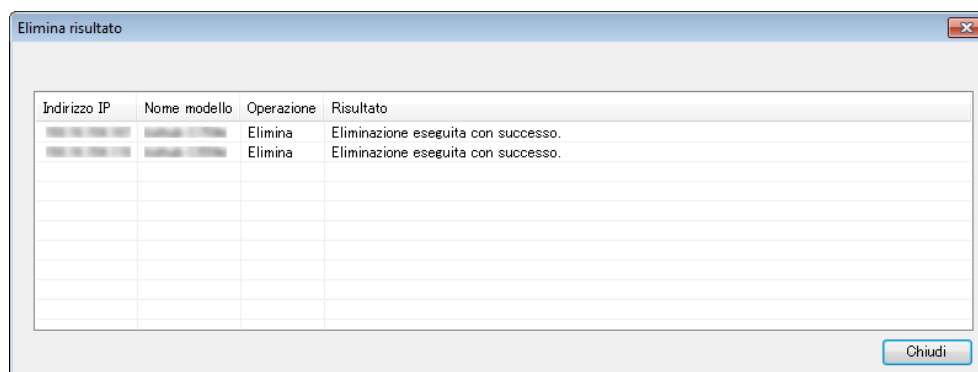 Elimina risultato
Indirizzo IP Nome modello Operazione Risultato
Elimina Eliminazione eseguita con successo.
Elimina Eliminazione eseguita con successo.
Chiudi